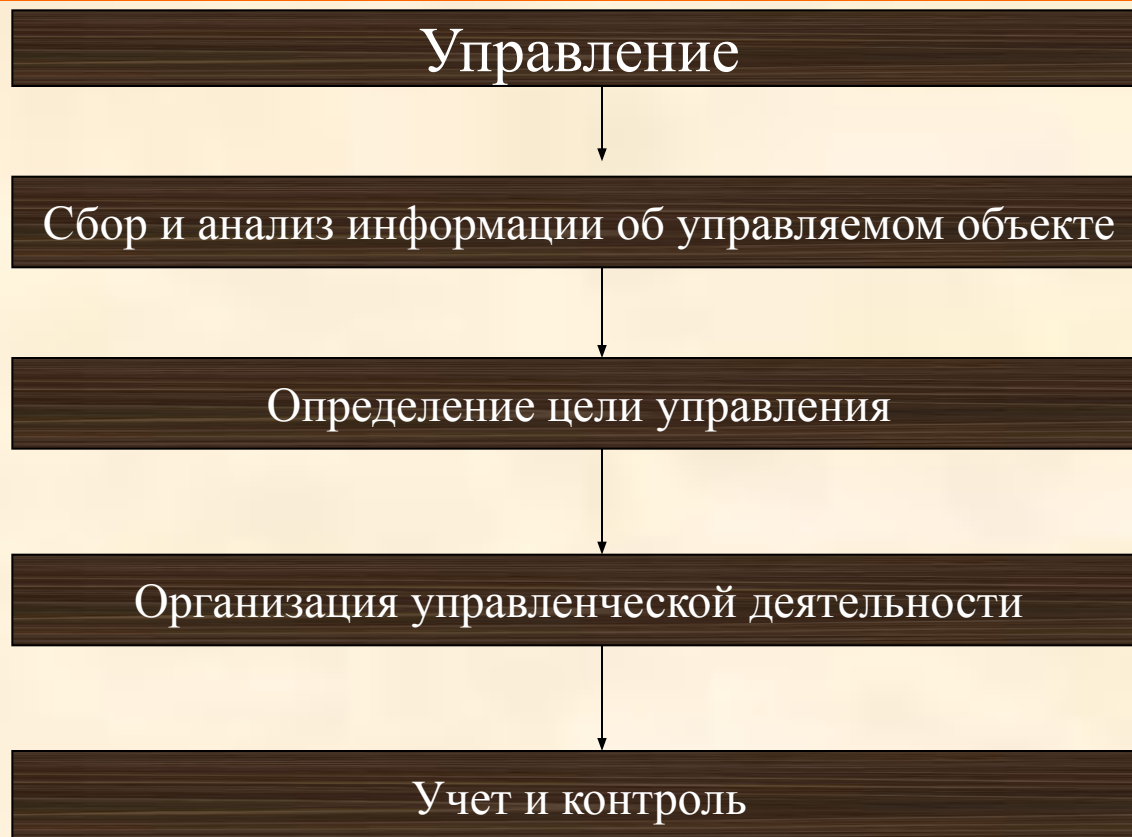 Управление
Сбор и анализ информации об управляемом объекте
Определение цели управления
Организация управленческой деятельности
Учет и контроль